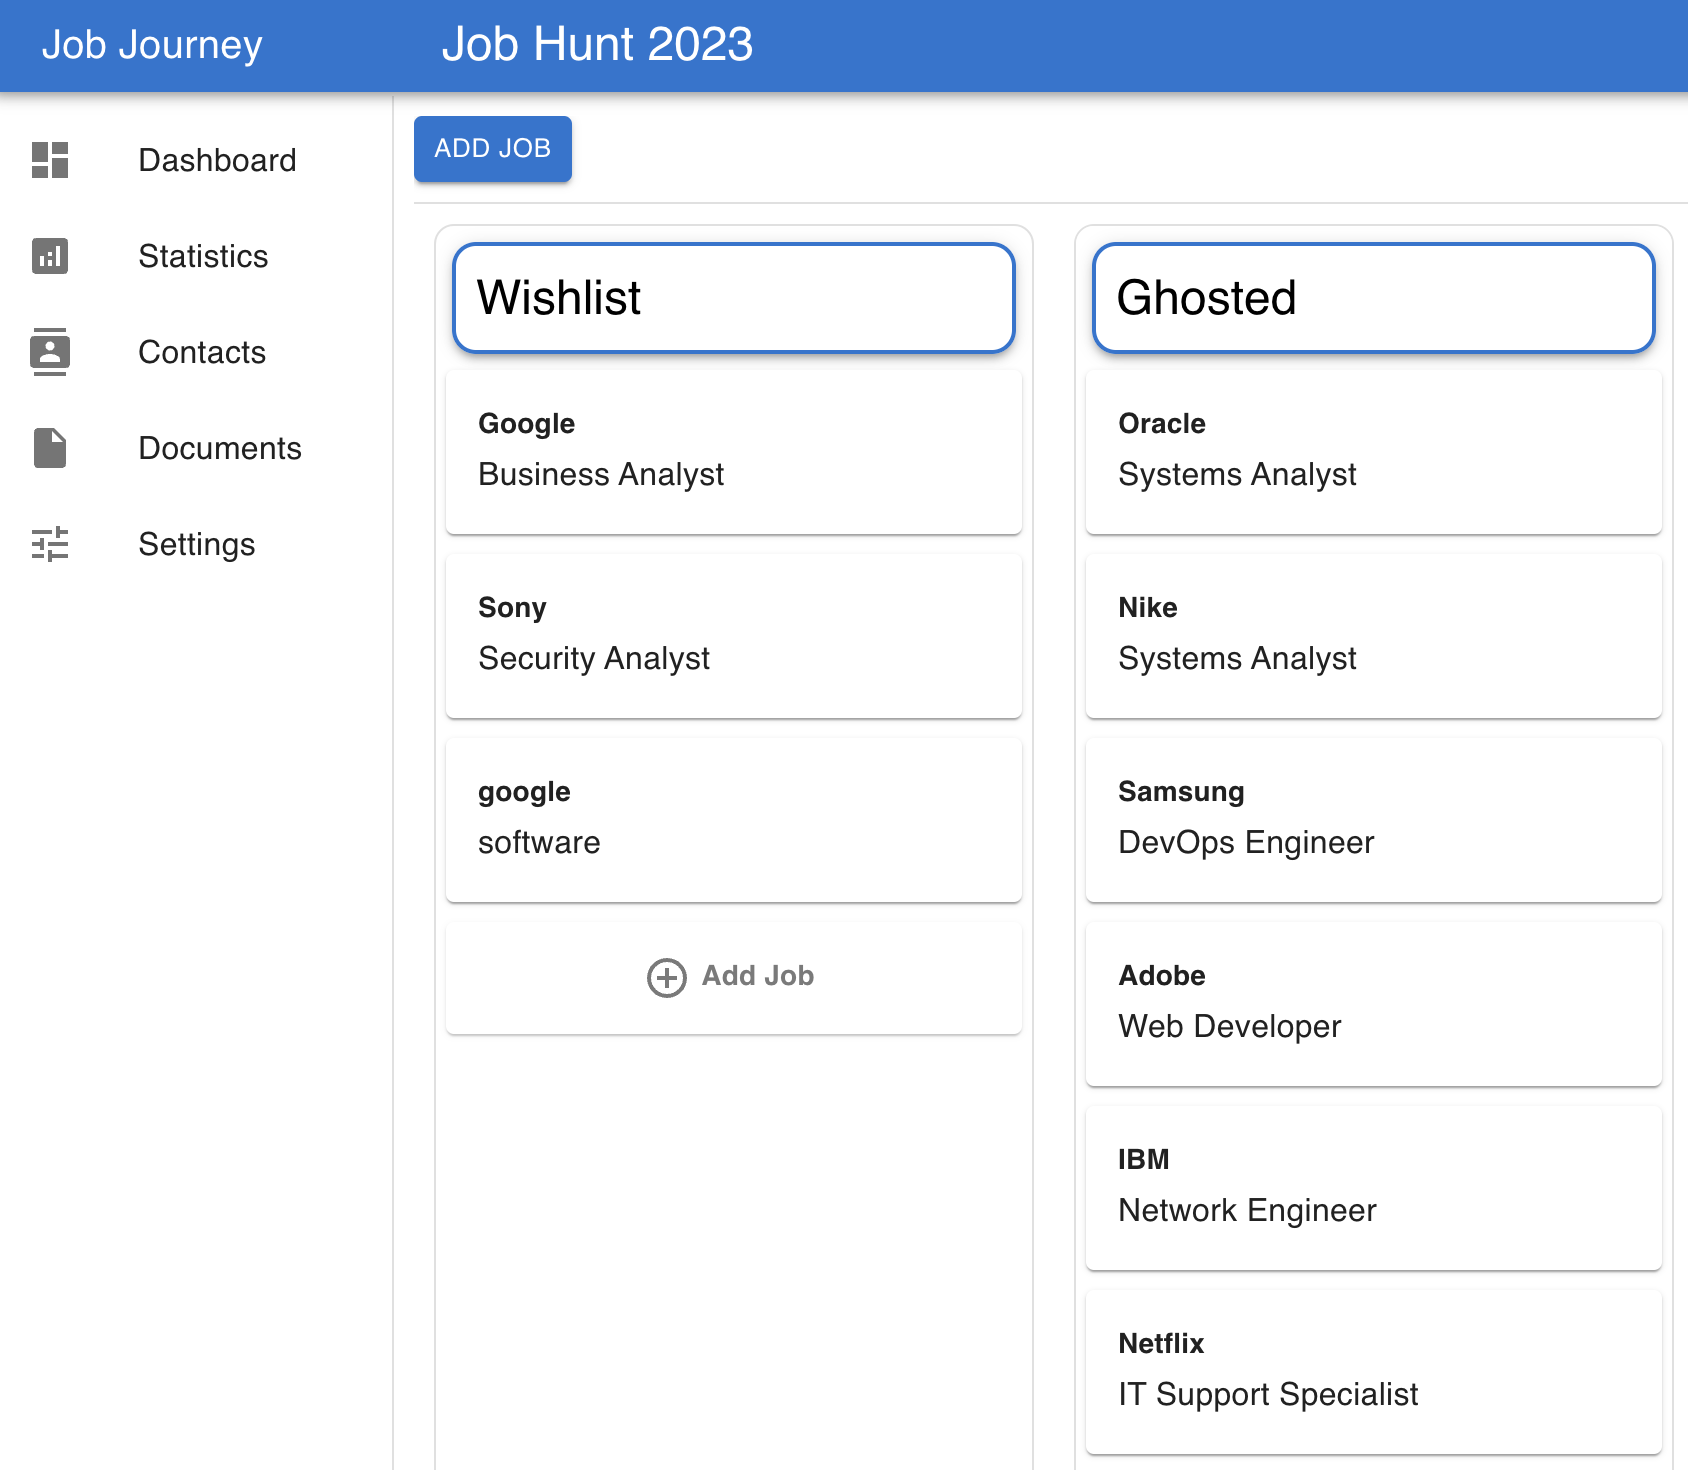 Job Journey
Job Hunt 2023
Dashboard
Statistics
Contacts
Documents
Settings
ADD JOB
Wishlist
Google
Business Analyst
Sony
Security Analyst
google
software
Add Job
Ghosted
Oracle
Systems Analyst
Nike
Systems Analyst
Samsung
DevOps Engineer
Adobe
Web Developer
IBM
Network Engineer
Netflix
IT Support Specialist